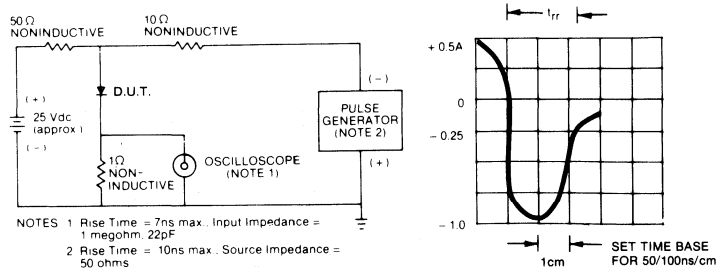 50 Ω
NONINDUCTIVE
10 Ω
NONINDUCTIVE
(+)
25 Vdc
(approx)
(-)
D.U.T.
1Ω
NON-
INDUCTIVE
OSCILLOSCOPE
(NOTE 1)
(-)
PULSE
GENERATOR
(NOTE 2)
(+)
NOTES 1 Rise Time = 7ns max., Input Impedance =
1 megohm. 22pF
2 Rise Time = 10ns max., Source Impedance =
50 ohms
trr
+ 0.5A
0
- 0.25
- 1.0
1cm
SET TIME BASE
FOR 50/100ns/cm